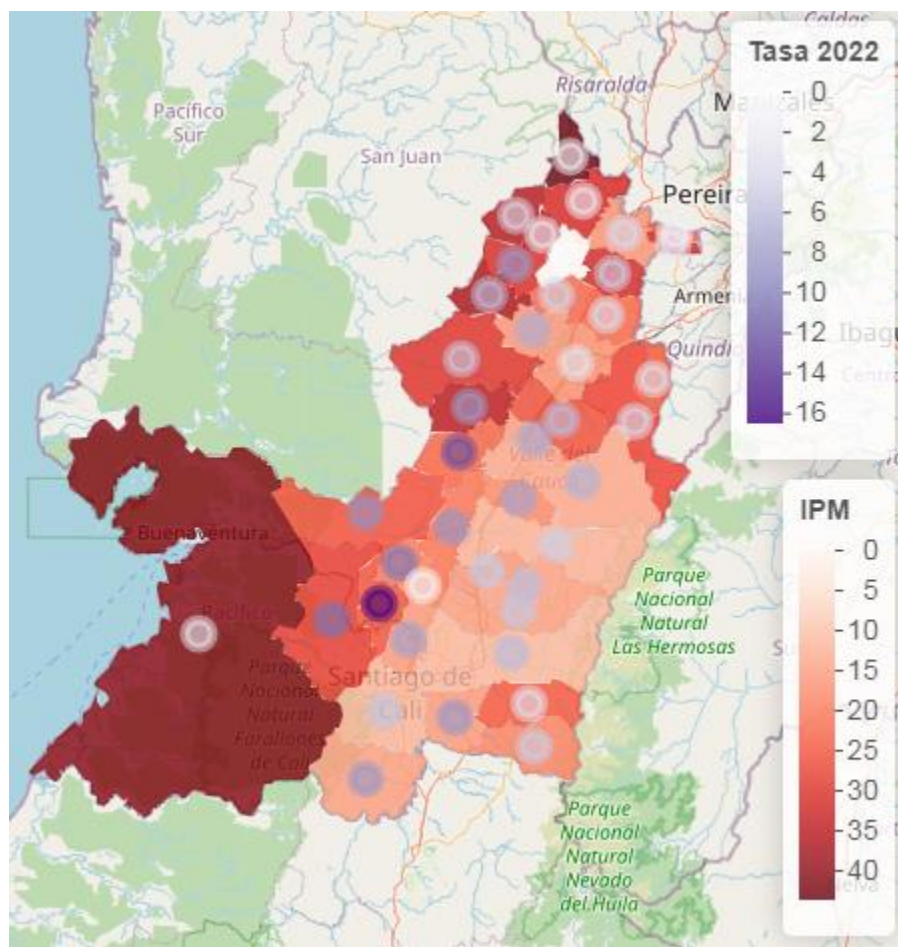 Caldas
Tasa 2022
0
2
4
6
8
10
12
14
16
Risaralda
Pacífico
Sur
San Juan
Manizales
Pereira
Armenia
Quindío
Valle del
Cauca
IPM
0
5
10
15
20
25
30
35
40
Buenaventura
Pacífico
Parque
Nacional
Natural
Las Hermosas
Santiago de
Cali
Parque
Nacional
Natural
Farallones
de Cali
Parque
Nacional
Natural
Nevado
del Huila